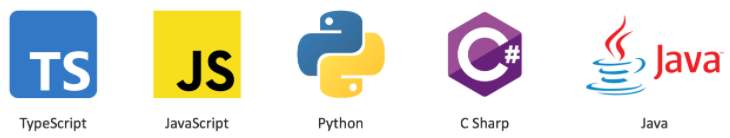 TS
JS
C#
Java
TypeScript
JavaScript
Python
C Sharp
Java